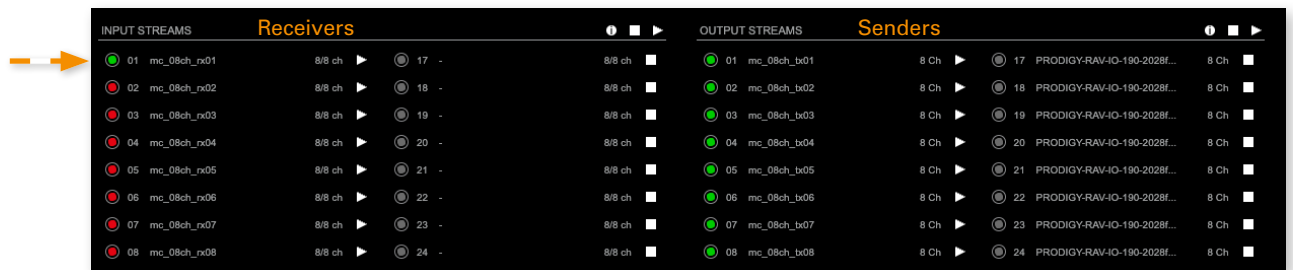 INPUT STREAMS Receivers OUTPUT STREAMS Senders
01 mc_08ch_rx01 8/8 ch 17 - 8/8 ch 01 mc_08ch_tx01 8 Ch 17 PRODIGY-RAV-IO-190-2028f... 8 Ch
02 mc_08ch_rx02 8/8 ch 18 - 8/8 ch 02 mc_08ch_tx02 8 Ch 18 PRODIGY-RAV-IO-190-2028f... 8 Ch
03 mc_08ch_rx03 8/8 ch 19 - 8/8 ch 03 mc_08ch_tx03 8 Ch 19 PRODIGY-RAV-IO-190-2028f... 8 Ch
04 mc_08ch_rx04 8/8 ch 20 - 8/8 ch 04 mc_08ch_tx04 8 Ch 20 PRODIGY-RAV-IO-190-2028f... 8 Ch
05 mc_08ch_rx05 8/8 ch 21 - 8/8 ch 05 mc_08ch_tx05 8 Ch 21 PRODIGY-RAV-IO-190-2028f... 8 Ch
06 mc_08ch_rx06 8/8 ch 22 - 8/8 ch 06 mc_08ch_tx06 8 Ch 22 PRODIGY-RAV-IO-190-2028f... 8 Ch
07 mc_08ch_rx07 8/8 ch 23 - 8/8 ch 07 mc_08ch_tx07 8 Ch 23 PRODIGY-RAV-IO-190-2028f... 8 Ch
08 mc_08ch_rx08 8/8 ch 24 - 8/8 ch 08 mc_08ch_tx08 8 Ch 24 PRODIGY-RAV-IO-190-2028f... 8 Ch